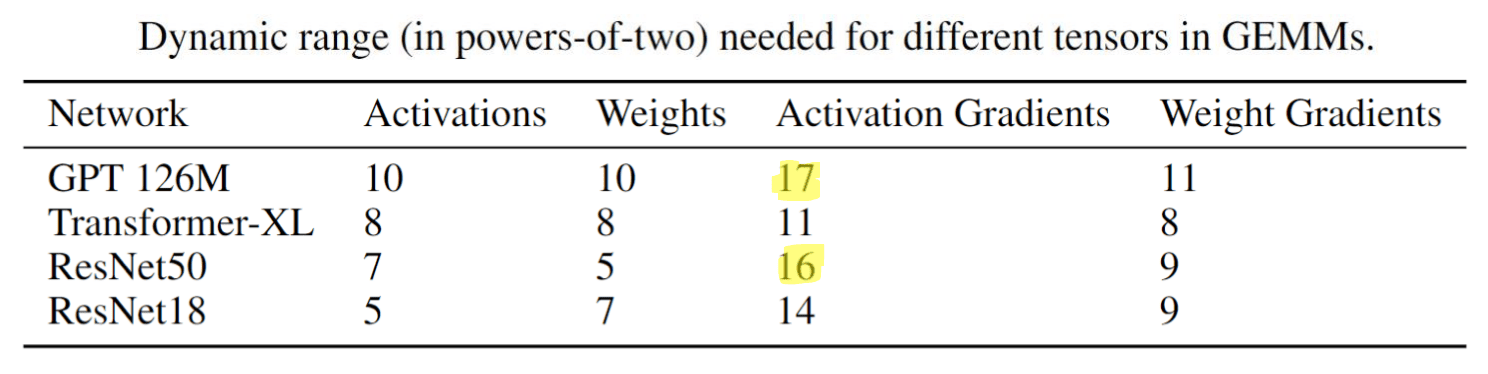 Dynamic range (in powers-of-two) needed for different tensors in GEMMs.
Network Activations Weights Activation Gradients Weight Gradients
GPT 126M 10 10 17 11
Transformer-XL 8 8 11 8
ResNet50 7 5 16 9
ResNet18 5 7 14 9